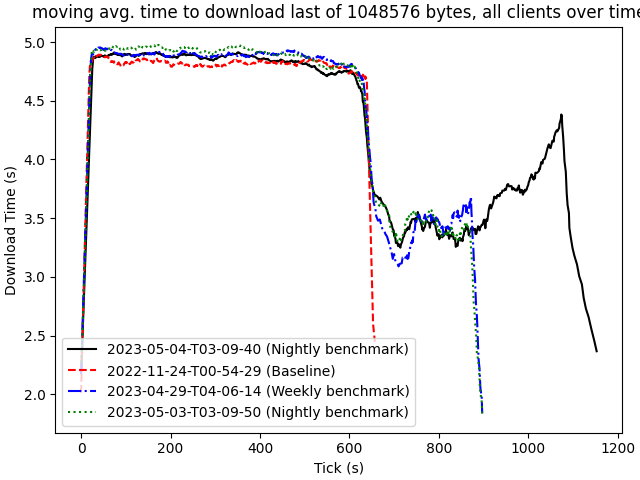 moving avg. time to download last of 1048576 bytes, all clients over time
5.0
4.5
4.0
3.5
3.0
2.5
2.0
Download Time (s)
2023-05-04-T03-09-40 (Nightly benchmark)
2022-11-24-T00-54-29 (Baseline)
2023-04-29-T04-06-14 (Weekly benchmark)
2023-05-03-T03-09-50 (Nightly benchmark)
0 200 400 600 800 1000 1200
Tick (s)